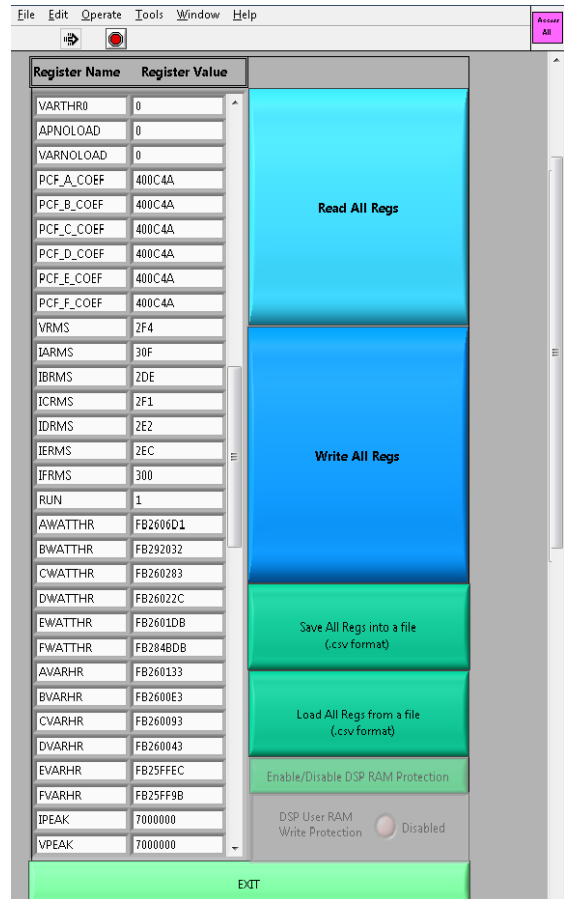 File Edit Operate Tools Window Help
Access
All
Register Name Register Value
VARTHR0 0
APNOLOAD 0
VARNOLOAD 0
PCF_A_COEF 400C4A
PCF_B_COEF 400C4A
PCF_C_COEF 400C4A
PCF_D_COEF 400C4A
PCF_E_COEF 400C4A
PCF_F_COEF 400C4A
VRMS 2F4
IARMS 30F
IBRMS 2DE
ICRMS 2F1
IDRMS 2E2
IERMS 2EC
IFRMS 300
RUN 1
AWATTHR FB2606D1
BWATTHR FB292032
CWATTHR FB260283
DWATTHR FB26022C
EWATTHR FB2601DB
FWATTHR FB284BDB
AVARHR FB260133
BVARHR FB2600E3
CVARHR FB260093
DVARHR FB260043
EVARHR FB25FFEC
FVARHR FB25FF9B
IPEAK 7000000
VPEAK 7000000
Read All Regs
Write All Regs
Save All Regs into a file
(.csv format)
Load All Regs from a file
(.csv format)
Enable/Disable DSP RAM Protection
DSP User RAM
Write Protection Disabled
EXIT